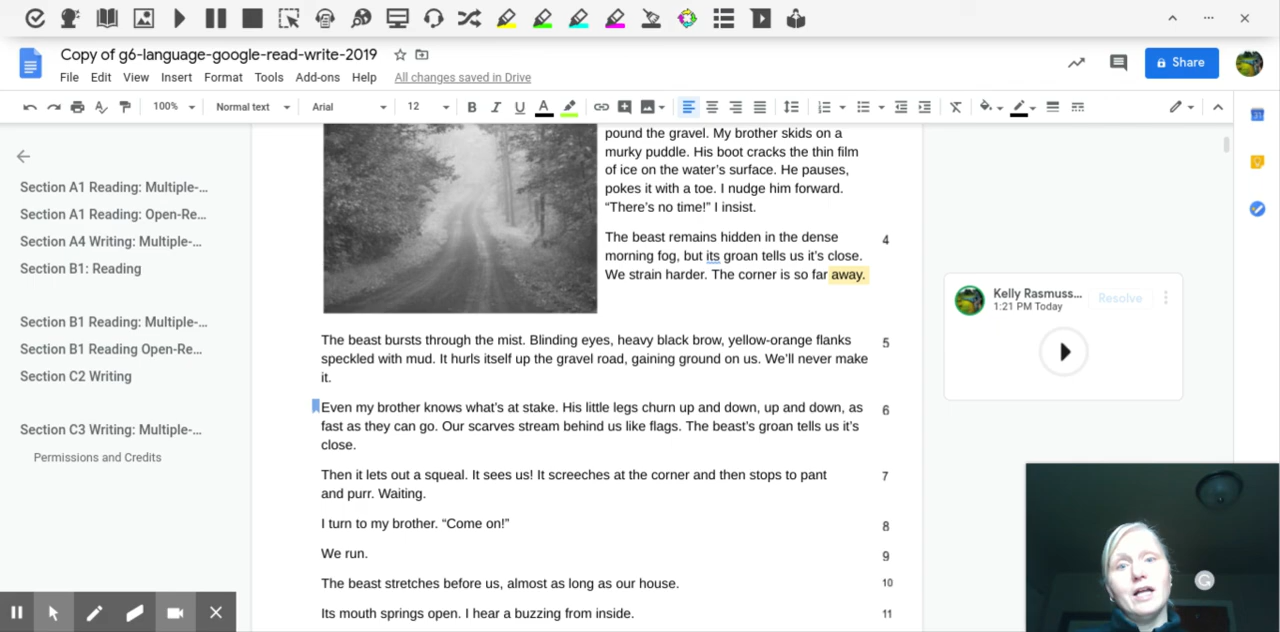 Copy of g6-language-google-read-write-2019
File Edit View Insert Format Tools Add-ons Help All changes saved in Drive
Share
100% Normal text Arial 12 B I U A
Section A1 Reading: Multiple-...
Section A1 Reading: Open-Re...
Section A4 Writing: Multiple-...
Section B1: Reading
Section B1 Reading: Multiple-...
Section B1 Reading Open-Re...
Section C2 Writing
Section C3 Writing: Multiple-...
Permissions and Credits
pound the gravel. My brother skids on a
murky puddle. His boot cracks the thin film
of ice on the water's surface. He pauses,
pokes it with a toe. I nudge him forward.
“There's no time!” I insist.
The beast remains hidden in the dense 4
morning fog, but its groan tells us it's close.
We strain harder. The corner is so far away.
The beast bursts through the mist. Blinding eyes, heavy black brow, yellow-orange flanks 5
speckled with mud. It hurls itself up the gravel road, gaining ground on us. We'll never make
it.
Even my brother knows what's at stake. His little legs churn up and down, up and down, as 6
fast as they can go. Our scarves stream behind us like flags. The beast's groan tells us it's
close.
Then it lets out a squeal. It sees us! It screeches at the corner and then stops to pant 7
and purr. Waiting.
I turn to my brother. “Come on!” 8
We run. 9
The beast stretches before us, almost as long as our house. 10
Its mouth springs open. I hear a buzzing from inside. 11
Kelly Rasmuss... Resolve
1:21 PM Today